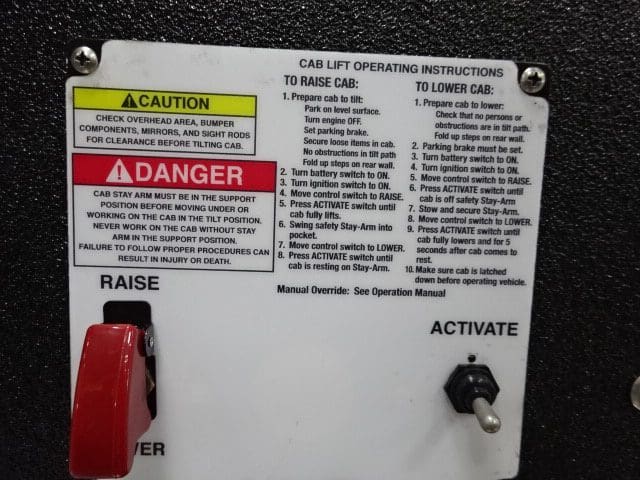 CAB LIFT OPERATING INSTRUCTIONS
CAUTION
CHECK OVERHEAD AREA, BUMPER
COMPONENTS, MIRRORS, AND SIGHT RODS
FOR CLEARANCE BEFORE TILTING CAB.
DANGER
CAB STAY ARM MUST BE IN THE SUPPORT
POSITION BEFORE MOVING UNDER OR
WORKING ON THE CAB IN THE TILT POSITION.
NEVER WORK ON THE CAB WITHOUT STAY
ARM IN THE SUPPORT POSITION.
FAILURE TO FOLLOW PROPER PROCEDURES CAN
RESULT IN INJURY OR DEATH.
TO RAISE CAB:
1. Prepare cab to tilt:
Park on level surface.
Turn engine OFF.
Set parking brake.
Secure loose items in cab.
No obstructions in tilt path
Fold up steps on rear wall.
2. Turn battery switch to ON.
3. Turn ignition switch to ON.
4. Move control switch to RAISE.
5. Press ACTIVATE switch until
cab fully lifts.
6. Swing safety Stay-Arm into
pocket.
7. Move control switch to LOWER.
8. Press ACTIVATE switch until
cab is resting on Stay-Arm.
TO LOWER CAB:
1. Prepare cab to lower:
Check that no persons or
obstructions are in tilt path.
Fold up steps on rear wall.
2. Parking brake must be set.
3. Turn battery switch to ON.
4. Turn ignition switch to ON.
5. Move control switch to RAISE.
6. Press ACTIVATE switch until
cab is off safety Stay-Arm
7. Stow and secure Stay-Arm.
8. Move control switch to LOWER.
9. Press ACTIVATE switch until
cab fully lowers and for 5
seconds after cab comes to
rest.
10. Make sure cab is latched
down before operating vehicle.
Manual Override: See Operation Manual
RAISE
ACTIVATE
WER